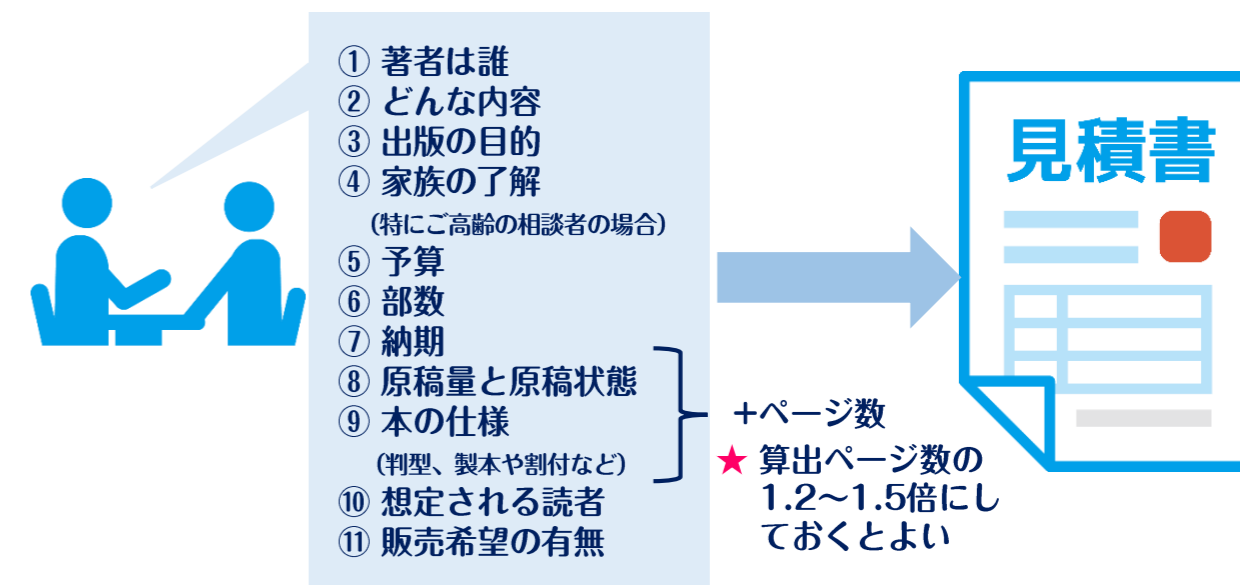 ① 著者は誰
② どんな内容
③ 出版の目的
④ 家族の了解
(特にご高齢の相談者の場合)
⑤ 予算
⑥ 部数
⑦ 納期
⑧ 原稿量と原稿状態
⑨ 本の仕様
(判型、製本や割付など)
⑩ 想定される読者
⑪ 販売希望の有無
+ページ数
★ 算出ページ数の
1.2〜1.5倍にし
ておくとよい
見積書